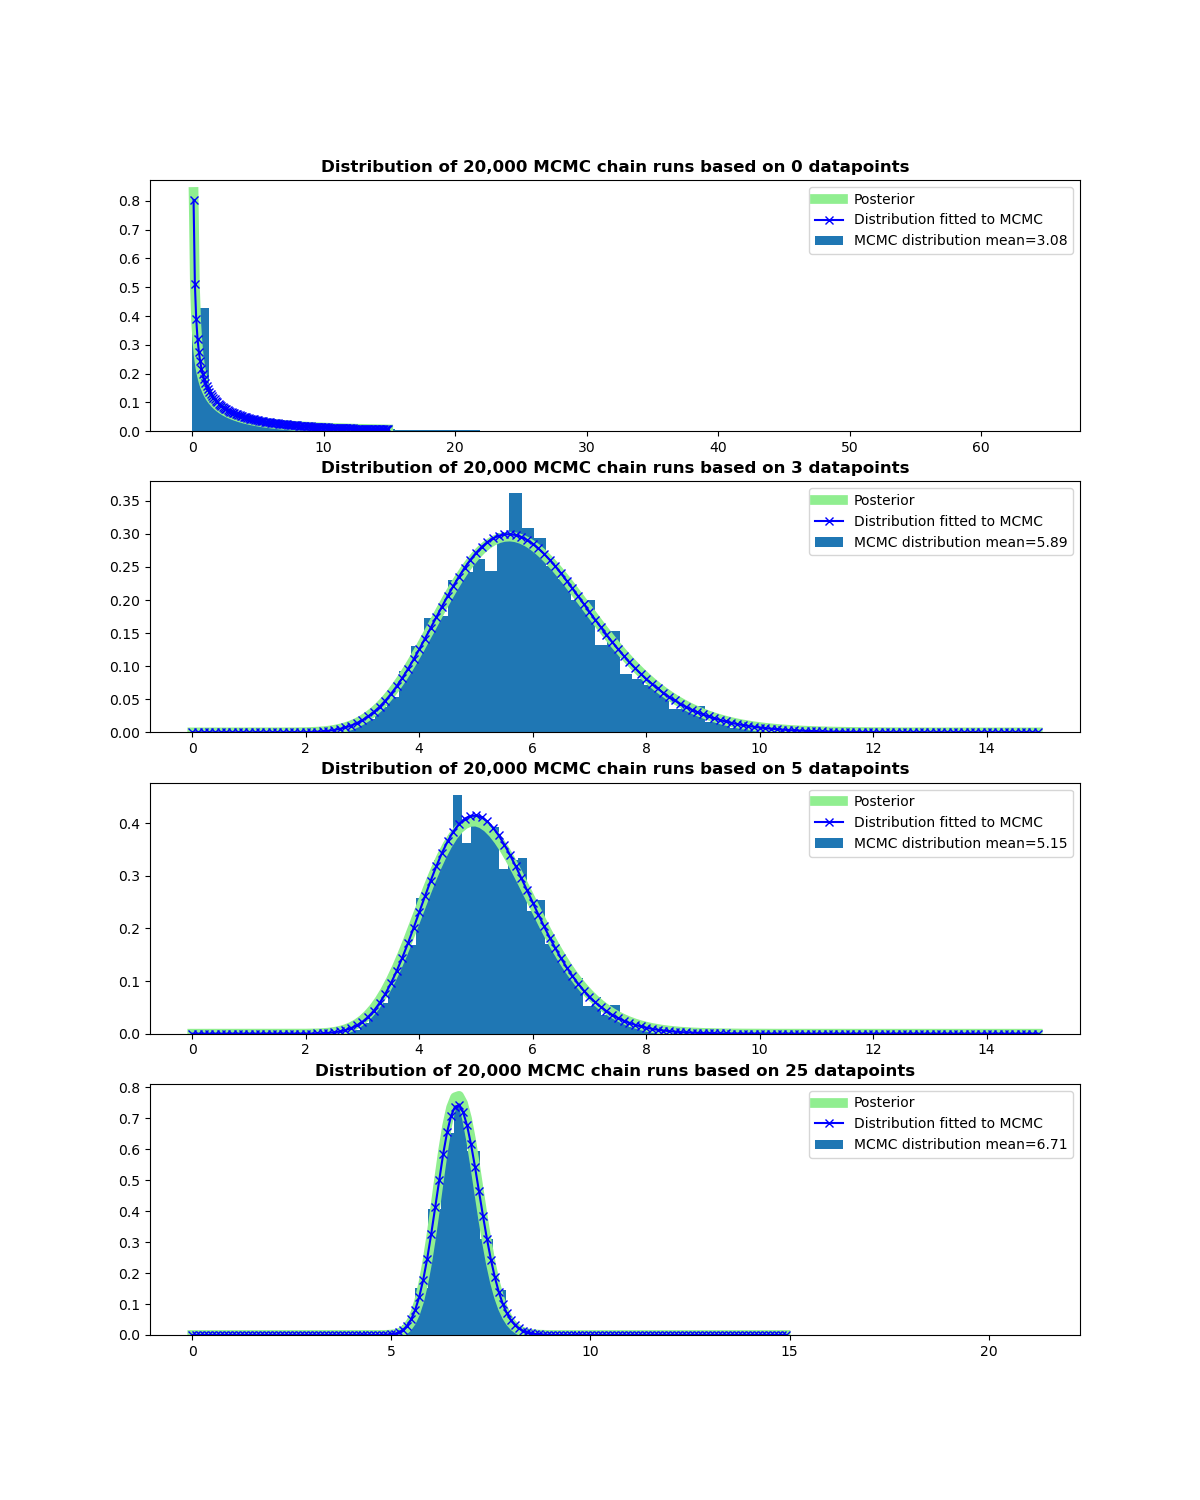 Distribution of 20,000 MCMC chain runs based on 0 datapoints
0.8
0.7
0.6
0.5
0.4
0.3
0.2
0.1
0.0
Posterior
Distribution fitted to MCMC
MCMC distribution mean=3.08
0 10 20 30 40 50 60
Distribution of 20,000 MCMC chain runs based on 3 datapoints
0.35
0.30
0.25
0.20
0.15
0.10
0.05
0.00
Posterior
Distribution fitted to MCMC
MCMC distribution mean=5.89
0 2 4 6 8 10 12 14
Distribution of 20,000 MCMC chain runs based on 5 datapoints
0.4
0.3
0.2
0.1
0.0
Posterior
Distribution fitted to MCMC
MCMC distribution mean=5.15
0 2 4 6 8 10 12 14
Distribution of 20,000 MCMC chain runs based on 25 datapoints
0.8
0.7
0.6
0.5
0.4
0.3
0.2
0.1
0.0
Posterior
Distribution fitted to MCMC
MCMC distribution mean=6.71
0 5 10 15 20